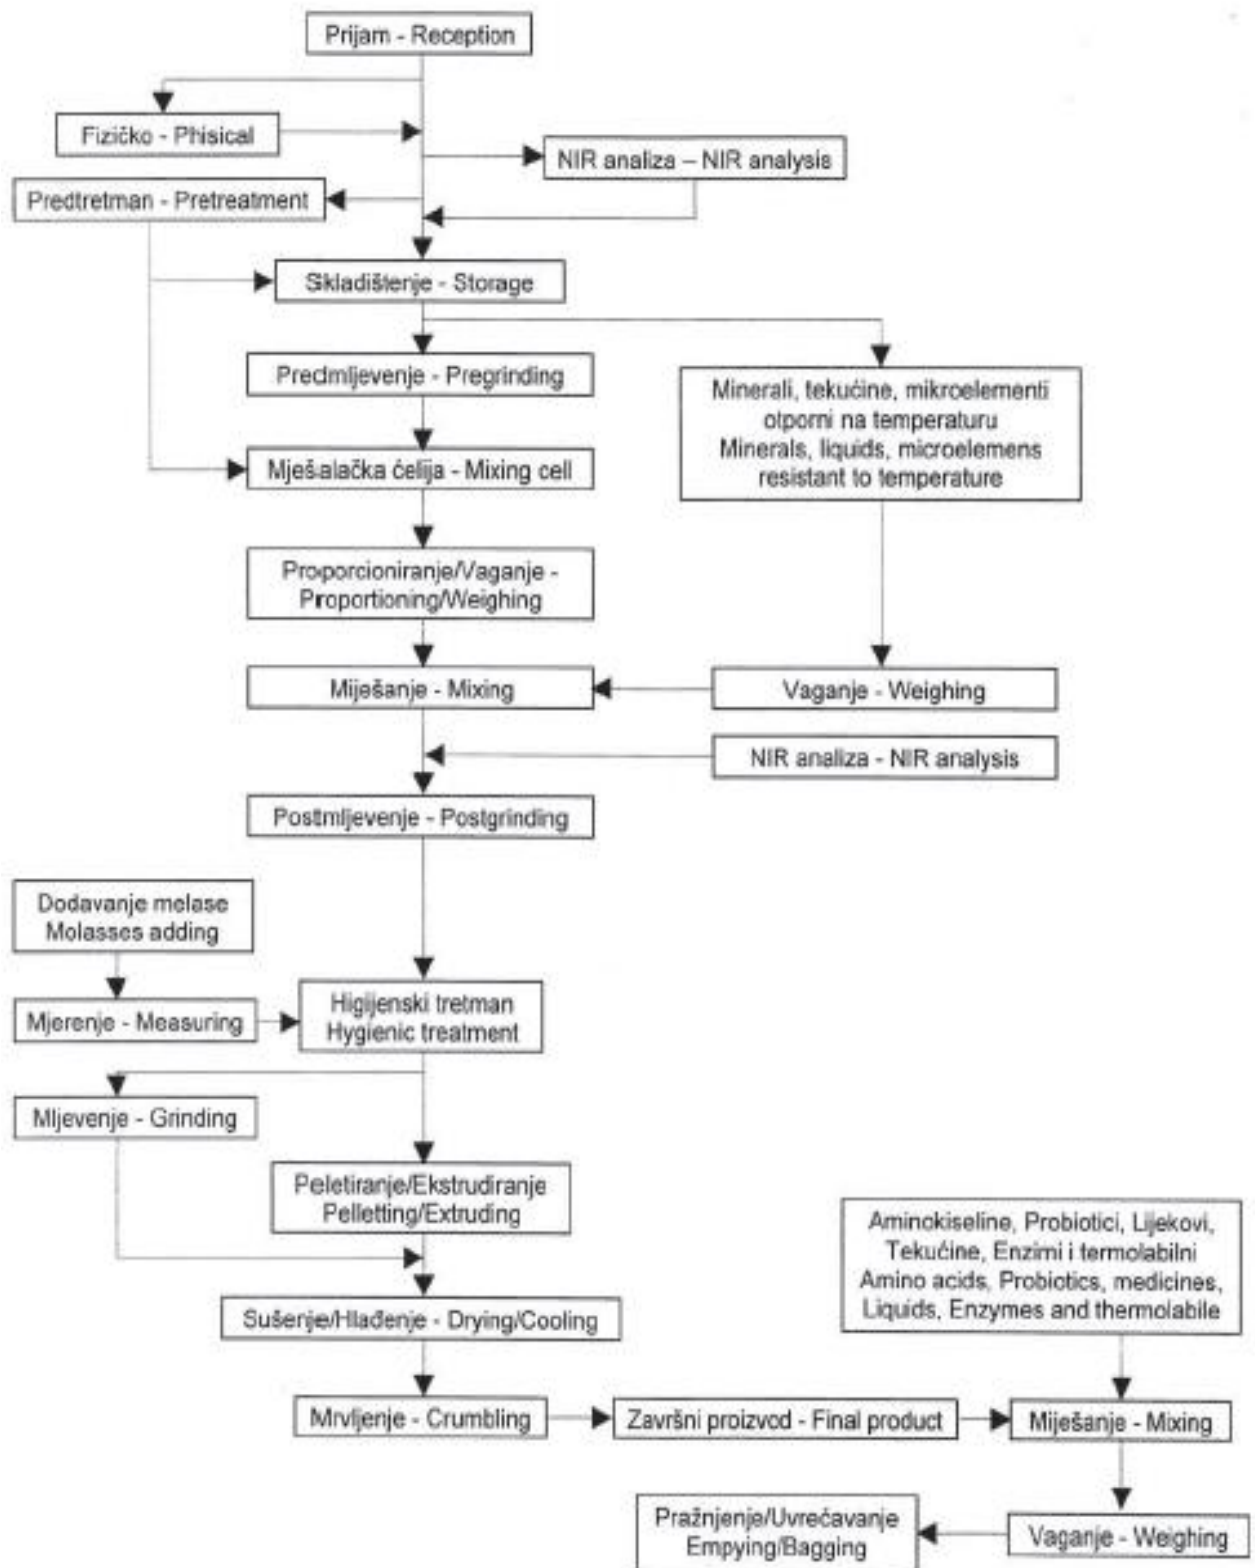 Prijam - Reception
Fizičko - Phisical
NIR analiza – NIR analysis
Predtretman - Pretreatment
Skladištenje - Storage
Predmljevenje - Pregrinding
Minerali, tekućine, mikroelementi
otporni na temperaturu
Minerals, liquids, microelemens
resistant to temperature
Mješalačka ćelija - Mixing cell
Proporcioniranje/Vaganje -
Proportioning/Weighing
Miješanje - Mixing
Vaganje - Weighing
NIR analiza - NIR analysis
Postmljevenje - Postgrinding
Dodavanje melase
Molasses adding
Mjerenje - Measuring
Higijenski tretman
Hygienic treatment
Mljevenje - Grinding
Peletiranje/Ekstrudiranje
Pelletting/Extruding
Aminokiseline, Probiotici, Lijekovi,
Tekućine, Enzimi i termolabilni
Amino acids, Probiotics, medicines,
Liquids, Enzymes and thermolabile
Sušenje/Hlađenje - Drying/Cooling
Mrvljenje - Crumbling
Završni proizvod - Final product
Miješanje - Mixing
Pražnjenje/Uvrećavanje
Empying/Bagging
Vaganje - Weighing